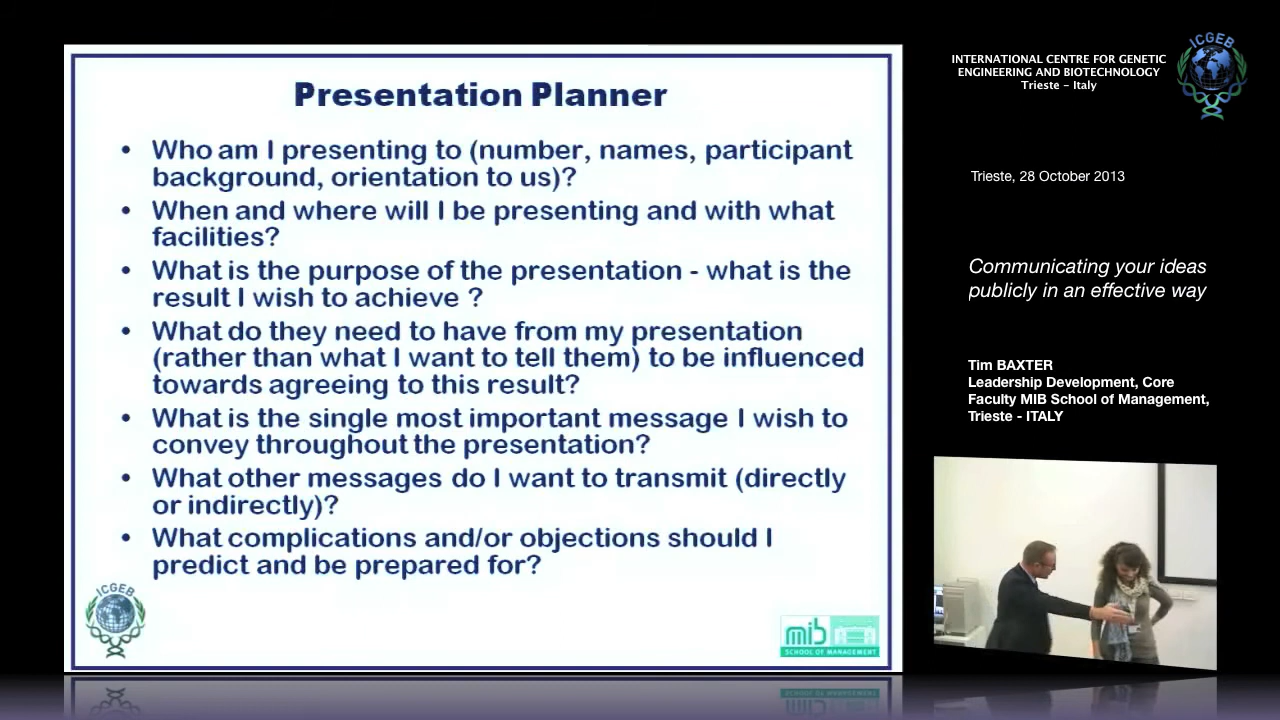 Presentation Planner
• Who am I presenting to (number, names, participant
background, orientation to us)?
• When and where will I be presenting and with what
facilities?
• What is the purpose of the presentation - what is the
result I wish to achieve ?
• What do they need to have from my presentation
(rather than what I want to tell them) to be influenced
towards agreeing to this result?
• What is the single most important message I wish to
convey throughout the presentation?
• What other messages do I want to transmit (directly
or indirectly)?
• What complications and/or objections should I
predict and be prepared for?
ICGEB
mib
SCHOOL OF MANAGEMENT
INTERNATIONAL CENTRE FOR GENETIC
ENGINEERING AND BIOTECHNOLOGY
Trieste - Italy
ICGEB
Trieste, 28 October 2013
Communicating your ideas
publicly in an effective way
Tim BAXTER
Leadership Development, Core
Faculty MIB School of Management,
Trieste - ITALY